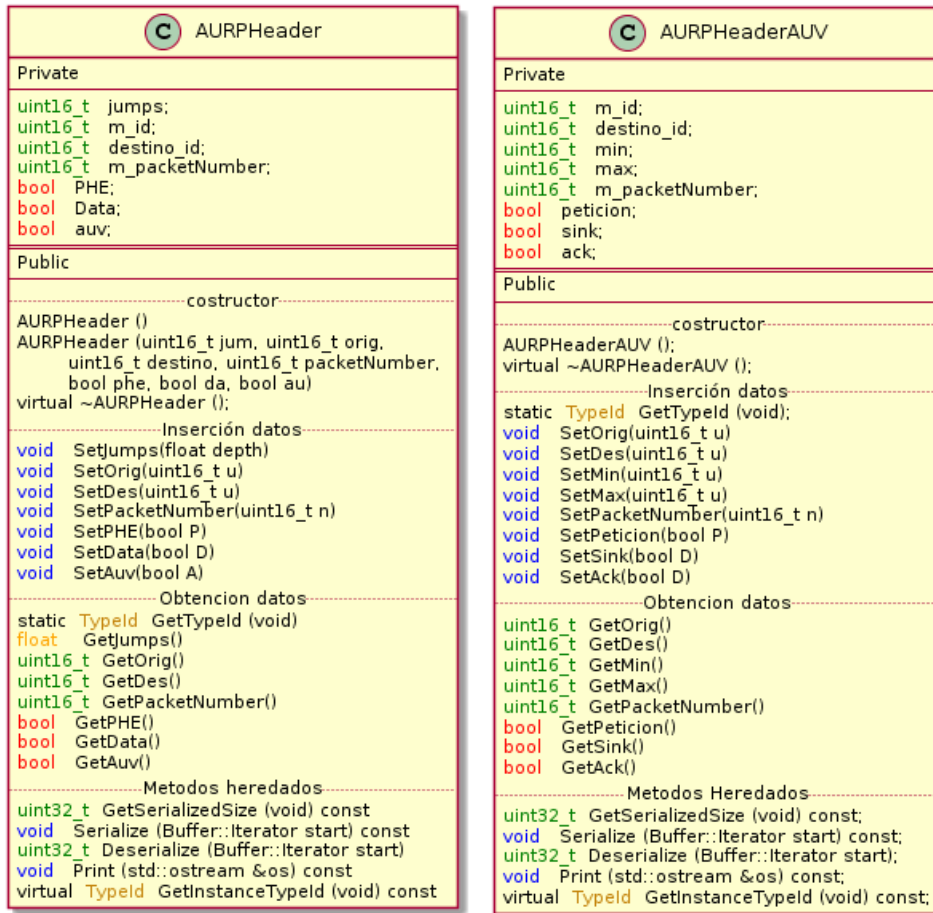 C AURPHeader
Private
uint16_t jumps;
uint16_t m_id;
uint16_t destino_id;
uint16_t m_packetNumber;
bool PHE;
bool Data;
bool auv;
Public
costructor
AURPHeader ()
AURPHeader (uint16_t jum, uint16_t orig,
uint16_t destino, uint16_t packetNumber,
bool phe, bool da, bool au)
virtual ~AURPHeader ();
Inserción datos
void SetJumps(float depth)
void SetOrig(uint16_t u)
void SetDes(uint16_t u)
void SetPacketNumber(uint16_t n)
void SetPHE(bool P)
void SetData(bool D)
void SetAuv(bool A)
Obtencion datos
static TypeId GetTypeId (void)
float GetJumps()
uint16_t GetOrig()
uint16_t GetDes()
uint16_t GetPacketNumber()
bool GetPHE()
bool GetData()
bool GetAuv()
Metodos heredados
uint32_t GetSerializedSize (void) const
void Serialize (Buffer::Iterator start) const
uint32_t Deserialize (Buffer::Iterator start)
void Print (std::ostream &os) const
virtual TypeId GetInstanceTypeId (void) const
C AURPHeaderAUV
Private
uint16_t m_id;
uint16_t destino_id;
uint16_t min;
uint16_t max;
uint16_t m_packetNumber;
bool peticion;
bool sink;
bool ack;
Public
costructor
AURPHeaderAUV ();
virtual ~AURPHeaderAUV ();
Inserción datos
static TypeId GetTypeId (void);
void SetOrig(uint16_t u)
void SetDes(uint16_t u)
void SetMin(uint16_t u)
void SetMax(uint16_t u)
void SetPacketNumber(uint16_t n)
void SetPeticion(bool P)
void SetSink(bool D)
void SetAck(bool D)
Obtencion datos
uint16_t GetOrig()
uint16_t GetDes()
uint16_t GetMin()
uint16_t GetMax()
uint16_t GetPacketNumber()
bool GetPeticion()
bool GetSink()
bool GetAck()
Metodos Heredados
uint32_t GetSerializedSize (void) const;
void Serialize (Buffer::Iterator start) const;
uint32_t Deserialize (Buffer::Iterator start);
void Print (std::ostream &os) const;
virtual TypeId GetInstanceTypeId (void) const;